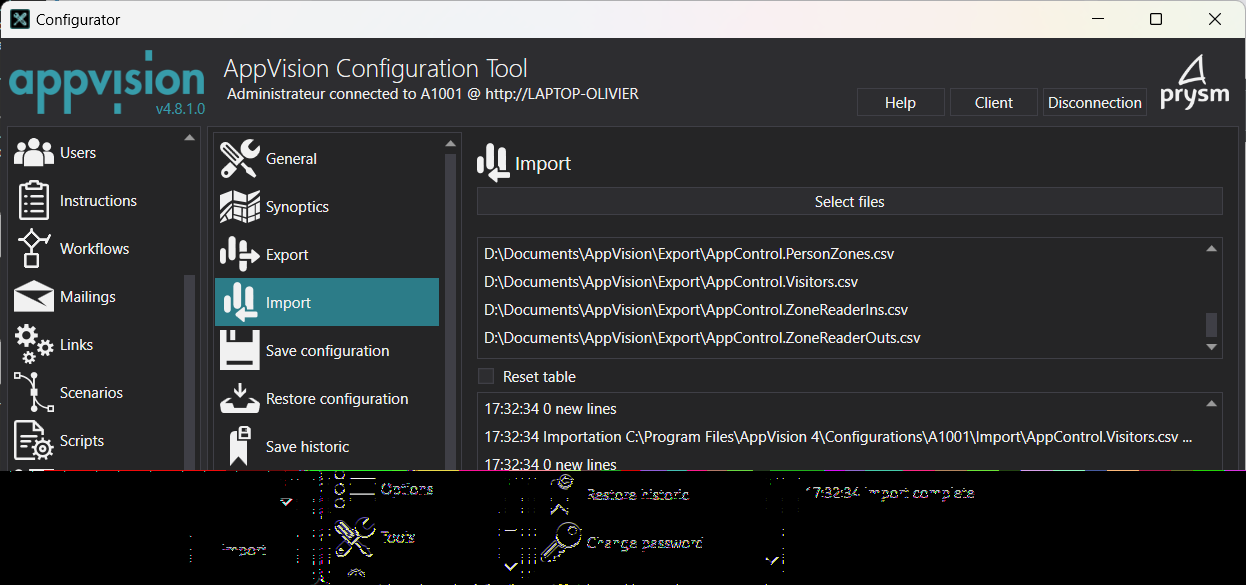 Configurator
appvision
v4.8.1.0
AppVision Configuration Tool
Administrateur connected to A1001 @ http://LAPTOP-OLIVIER
Help
Client
Disconnection
prysm
Users
Instructions
Workflows
Mailings
Links
Scenarios
Scripts
General
Synoptics
Export
Import
Save configuration
Restore configuration
Save historic
Import
Select files
D:\Documents\AppVision\Export\AppControl.PersonZones.csv
D:\Documents\AppVision\Export\AppControl.Visitors.csv
D:\Documents\AppVision\Export\AppControl.ZoneReaderIns.csv
D:\Documents\AppVision\Export\AppControl.ZoneReaderOuts.csv
Reset table
17:32:34 0 new lines
17:32:34 Importation C:\Program Files\AppVision 4\Configurations\A1001\Import\AppControl.Visitors.csv ...
17:32:34 0 new lines
Options
Restore historic
17:32:34 Import complete
Import
Tools
Change password